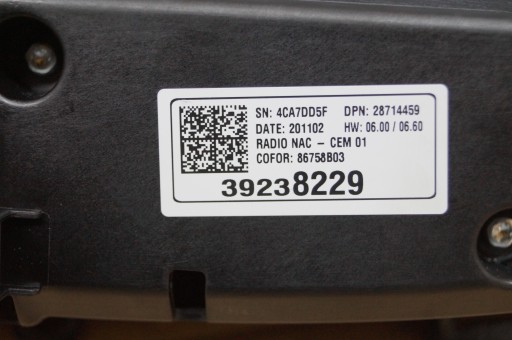 SN: 4CA7DD5F DPN: 28714459
DATE: 201102 HW: 06.00 / 06.60
RADIO NAC - CEM 01
COFOR: 86758B03
39238229